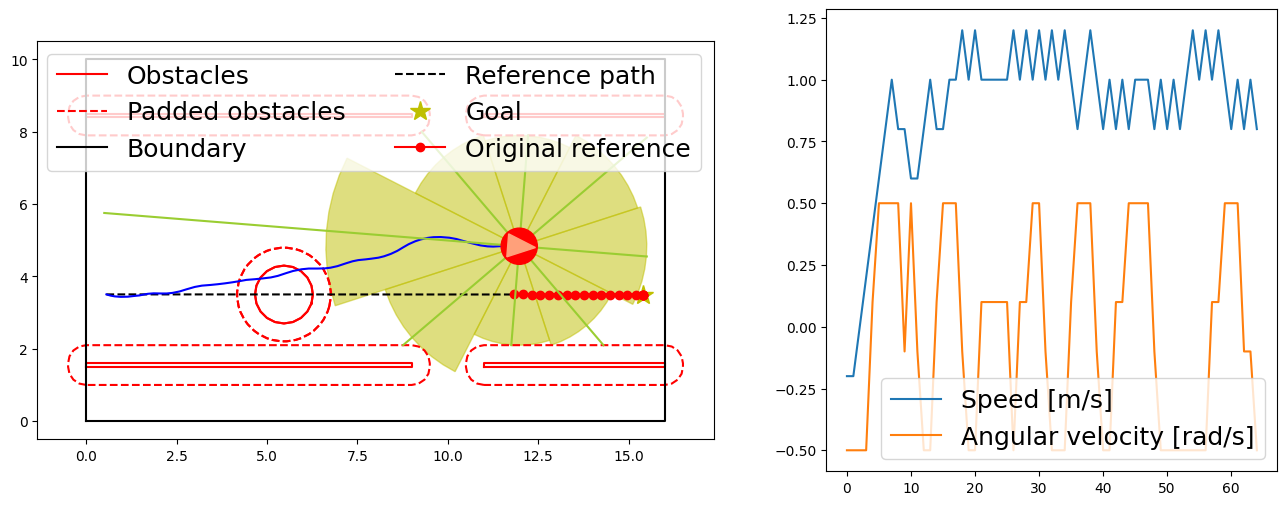 Obstacles
Padded obstacles
Boundary
Reference path
Goal
Original reference
10
8
6
4
2
0
0.0 2.5 5.0 7.5 10.0 12.5 15.0
1.25
1.00
0.75
0.50
0.25
0.00
−0.25
−0.50
Speed [m/s]
Angular velocity [rad/s]
0 10 20 30 40 50 60